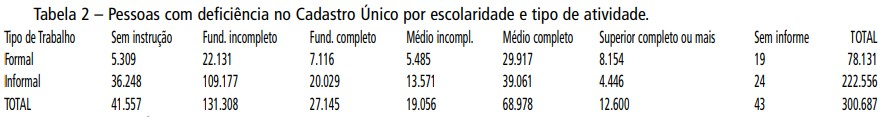 Tabela 2 – Pessoas com deficiência no Cadastro Único por escolaridade e tipo de atividade.
Tipo de Trabalho Sem instrução Fund. incompleto Fund. completo Médio incompl. Médio completo Superior completo ou mais Sem informe TOTAL
Formal 5.309 22.131 7.116 5.485 29.917 8.154 19 78.131
Informal 36.248 109.177 20.029 13.571 39.061 4.446 24 222.556
TOTAL 41.557 131.308 27.145 19.056 68.978 12.600 43 300.687